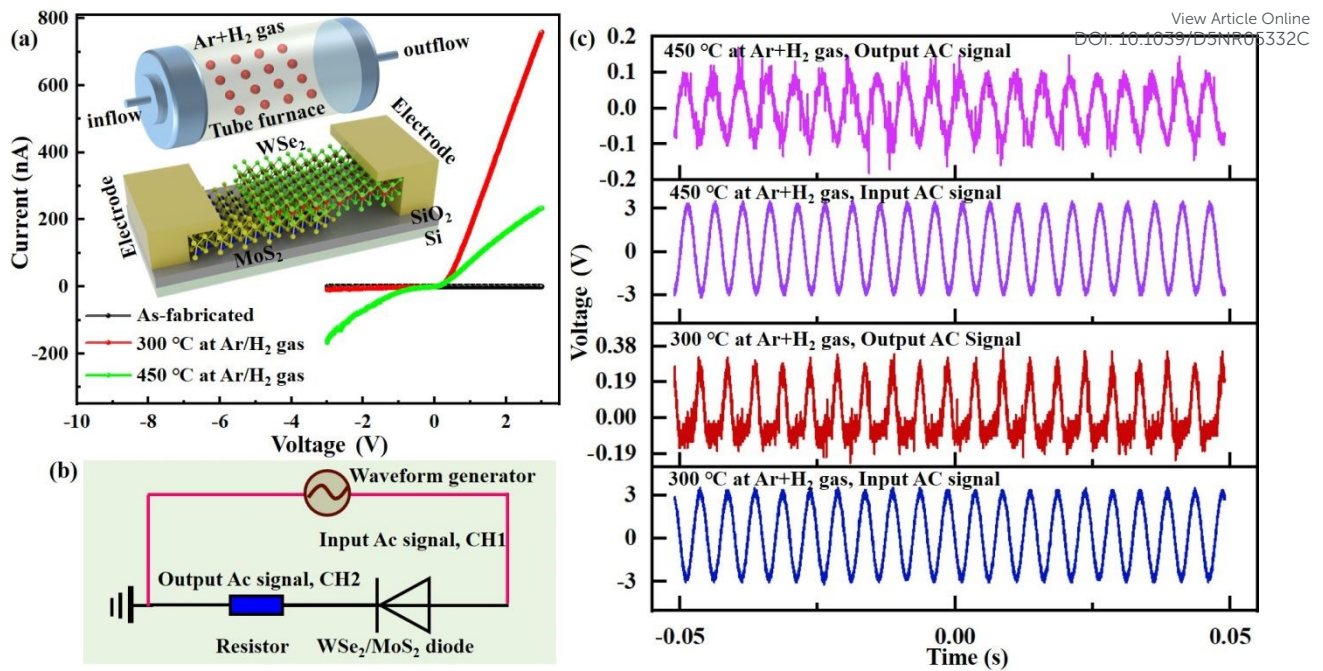 View Article Online
DOI: 10.1039/D5NR05332C
(a)
800
600
400
200
0
-200
Current (nA)
-10
-8
-6
-4
-2
0
2
Voltage (V)
Ar+H₂ gas
outflow
inflow
Tube furnace
WSe₂
Electrode
Electrode
SiO₂
Si
MoS₂
As-fabricated
300 °C at Ar/H₂ gas
450 °C at Ar/H₂ gas
(b)
Waveform generator
Input Ac signal, CH1
Output Ac signal, CH2
Resistor
WSe₂/MoS₂ diode
(c)
450 °C at Ar+H₂ gas, Output AC signal
0.2
0.1
0.0
-0.1
-0.2
450 °C at Ar+H₂ gas, Input AC signal
3
0
-3
300 °C at Ar+H₂ gas, Output AC Signal
0.38
0.19
0.00
-0.19
300 °C at Ar+H₂ gas, Input AC signal
3
0
-3
Voltage (V)
-0.05
0.00
0.05
Time (s)